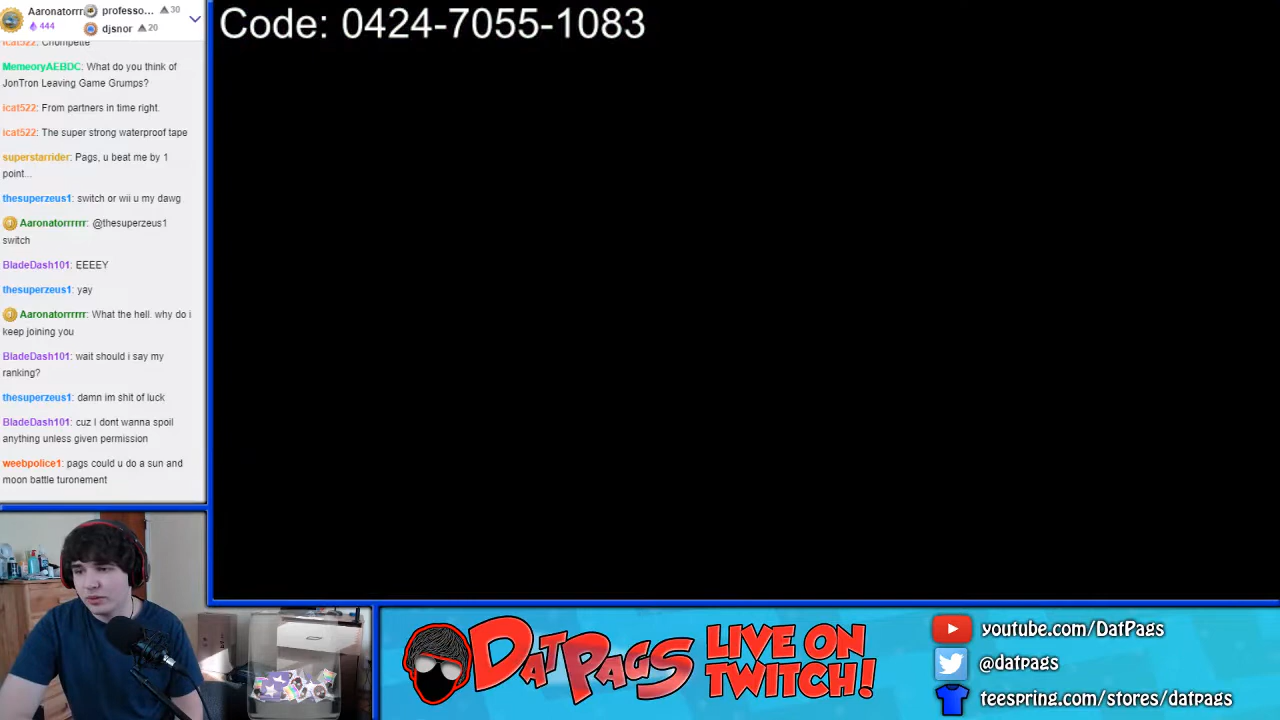 Aaronatorrr
444
professo... 30
djsnor 20
Code: 0424-7055-1083
icat522: Chompette
MemeoryAEBDC: What do you think of
JonTron Leaving Game Grumps?
icat522: From partners in time right.
icat522: The super strong waterproof tape
superstarrider: Pags, u beat me by 1
point...
thesuperzeus1: switch or wii u my dawg
Aaronatorrrrrr: @thesuperzeus1
switch
BladeDash101: EEEEY
thesuperzeus1: yay
Aaronatorrrrrr: What the hell. why do i
keep joining you
BladeDash101: wait should i say my
ranking?
thesuperzeus1: damn im shit of luck
BladeDash101: cuz I dont wanna spoil
anything unless given permission
weebpolice1: pags could u do a sun and
moon battle turonement
DATPAGS
LIVE ON
TWITCH!
youtube.com/DatPags
@datpags
teespring.com/stores/datpags